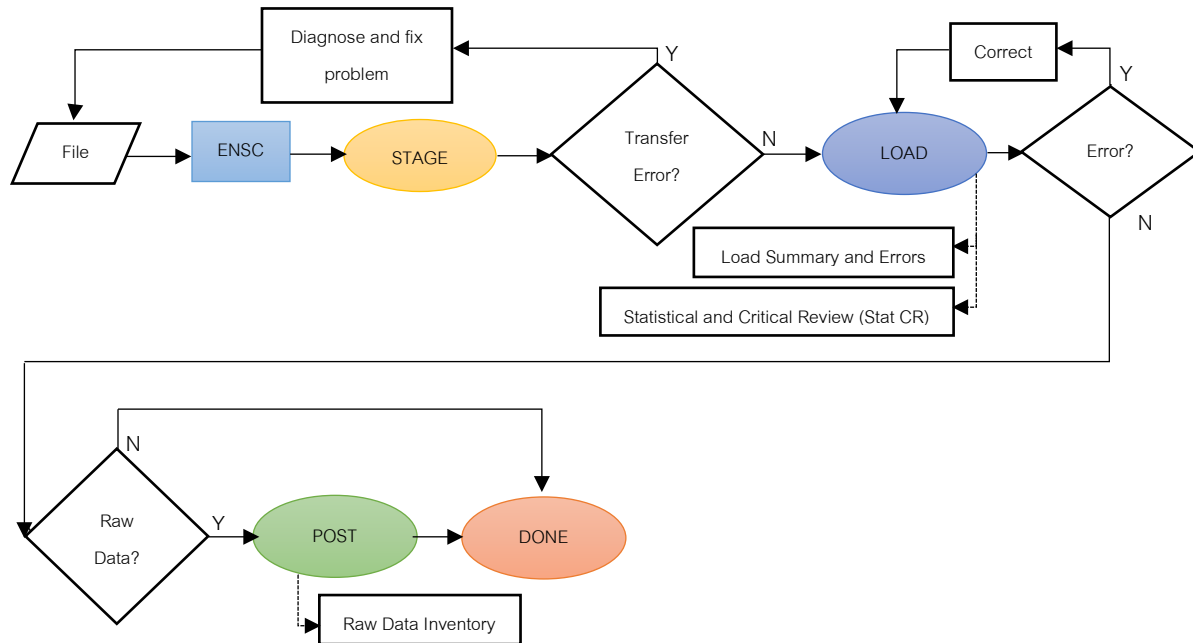 Diagnose and fix
problem
Y
Correct
Y
File
ENSC
STAGE
Transfer
Error?
N
LOAD
Error?
N
Load Summary and Errors
Statistical and Critical Review (Stat CR)
N
Raw
Data?
Y
POST
DONE
Raw Data Inventory